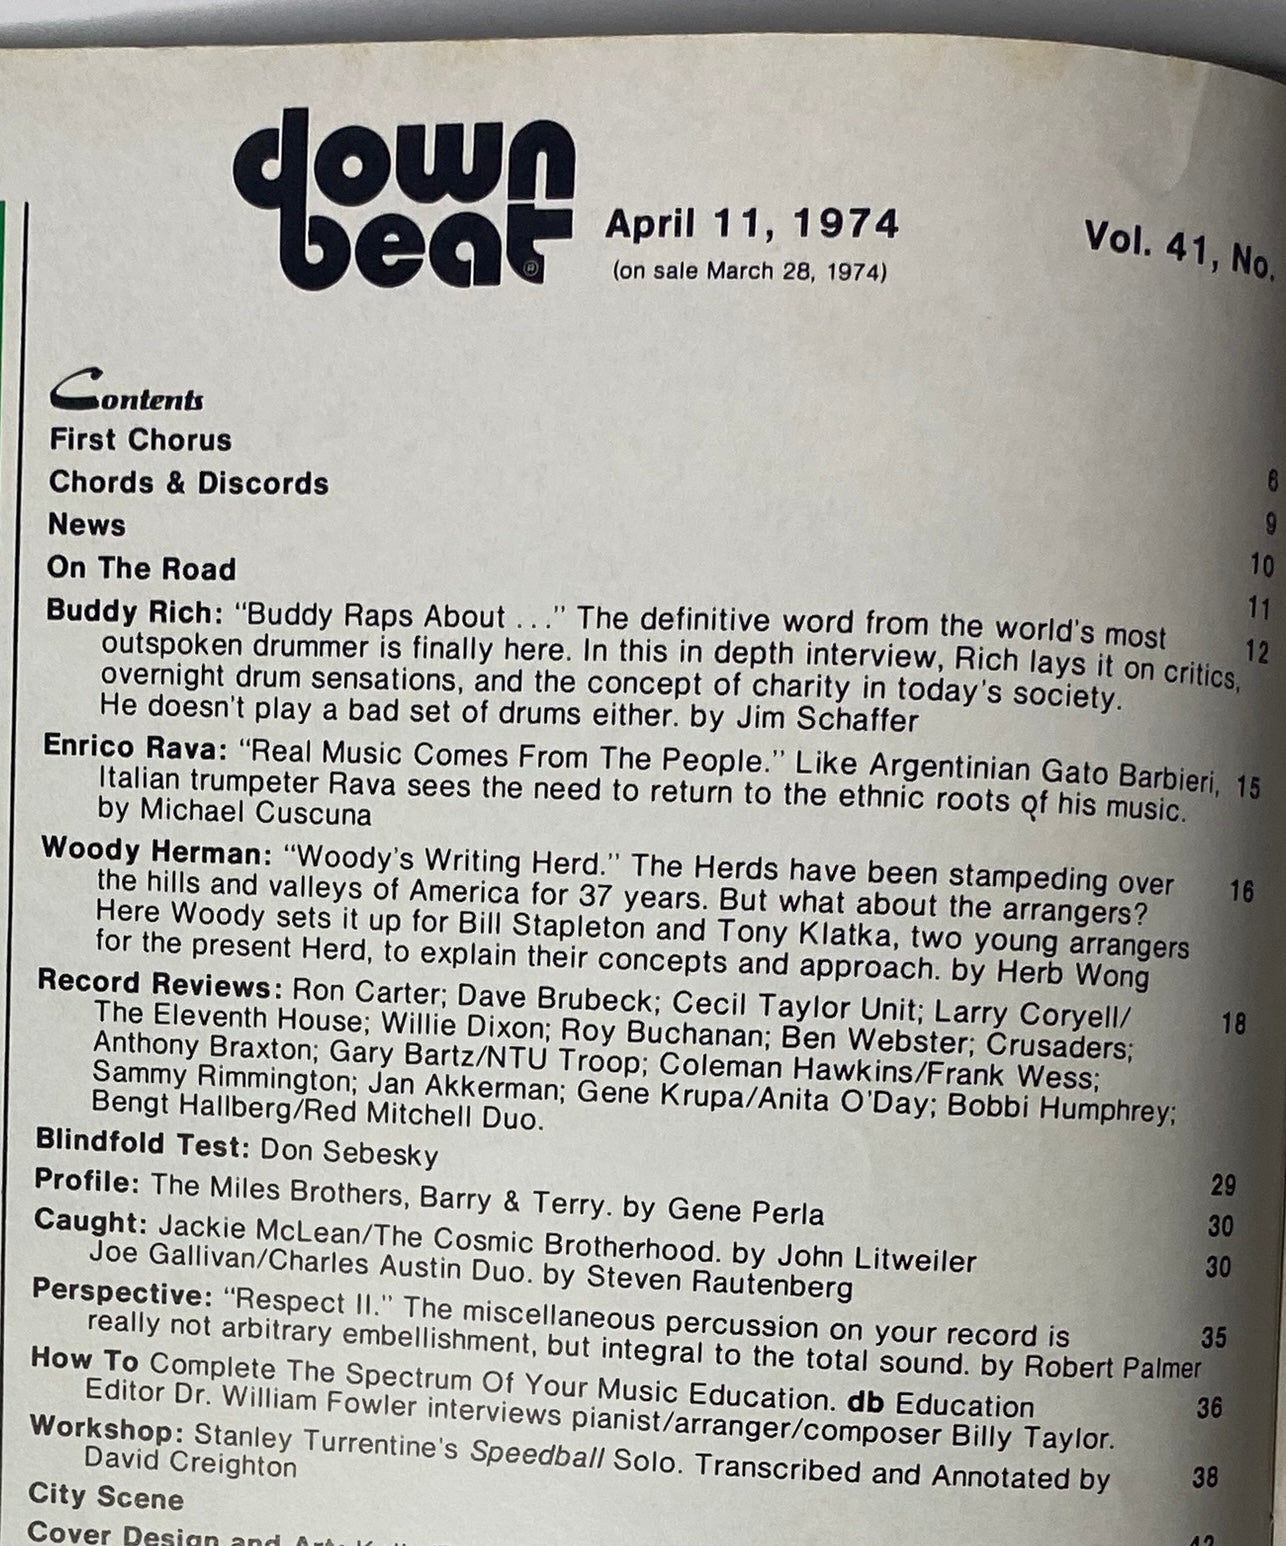 down
beat®
April 11, 1974
(on sale March 28, 1974)
Vol. 41, No.
Contents
First Chorus 6
Chords & Discords 9
News 10
On The Road 11
Buddy Rich: “Buddy Raps About ...” The definitive word from the world's most 12
outspoken drummer is finally here. In this in depth interview, Rich lays it on critics,
overnight drum sensations, and the concept of charity in today's society.
He doesn't play a bad set of drums either. by Jim Schaffer
Enrico Rava: “Real Music Comes From The People.” Like Argentinian Gato Barbieri, 15
Italian trumpeter Rava sees the need to return to the ethnic roots of his music.
by Michael Cuscuna
Woody Herman: “Woody's Writing Herd.” The Herds have been stampeding over 16
the hills and valleys of America for 37 years. But what about the arrangers?
Here Woody sets it up for Bill Stapleton and Tony Klatka, two young arrangers
for the present Herd, to explain their concepts and approach. by Herb Wong
Record Reviews: Ron Carter; Dave Brubeck; Cecil Taylor Unit; Larry Coryell/ 18
The Eleventh House; Willie Dixon; Roy Buchanan; Ben Webster; Crusaders;
Anthony Braxton; Gary Bartz/NTU Troop; Coleman Hawkins/Frank Wess;
Sammy Rimmington; Jan Akkerman; Gene Krupa/Anita O'Day; Bobbi Humphrey;
Bengt Hallberg/Red Mitchell Duo.
Blindfold Test: Don Sebesky 29
Profile: The Miles Brothers, Barry & Terry. by Gene Perla 30
Caught: Jackie McLean/The Cosmic Brotherhood. by John Litweiler 30
Joe Gallivan/Charles Austin Duo. by Steven Rautenberg
Perspective: “Respect II.” The miscellaneous percussion on your record is 35
really not arbitrary embellishment, but integral to the total sound. by Robert Palmer
How To Complete The Spectrum Of Your Music Education. db Education 36
Editor Dr. William Fowler interviews pianist/arranger/composer Billy Taylor.
Workshop: Stanley Turrentine's Speedball Solo. Transcribed and Annotated by 38
David Creighton
City Scene
Cover Design and Art: